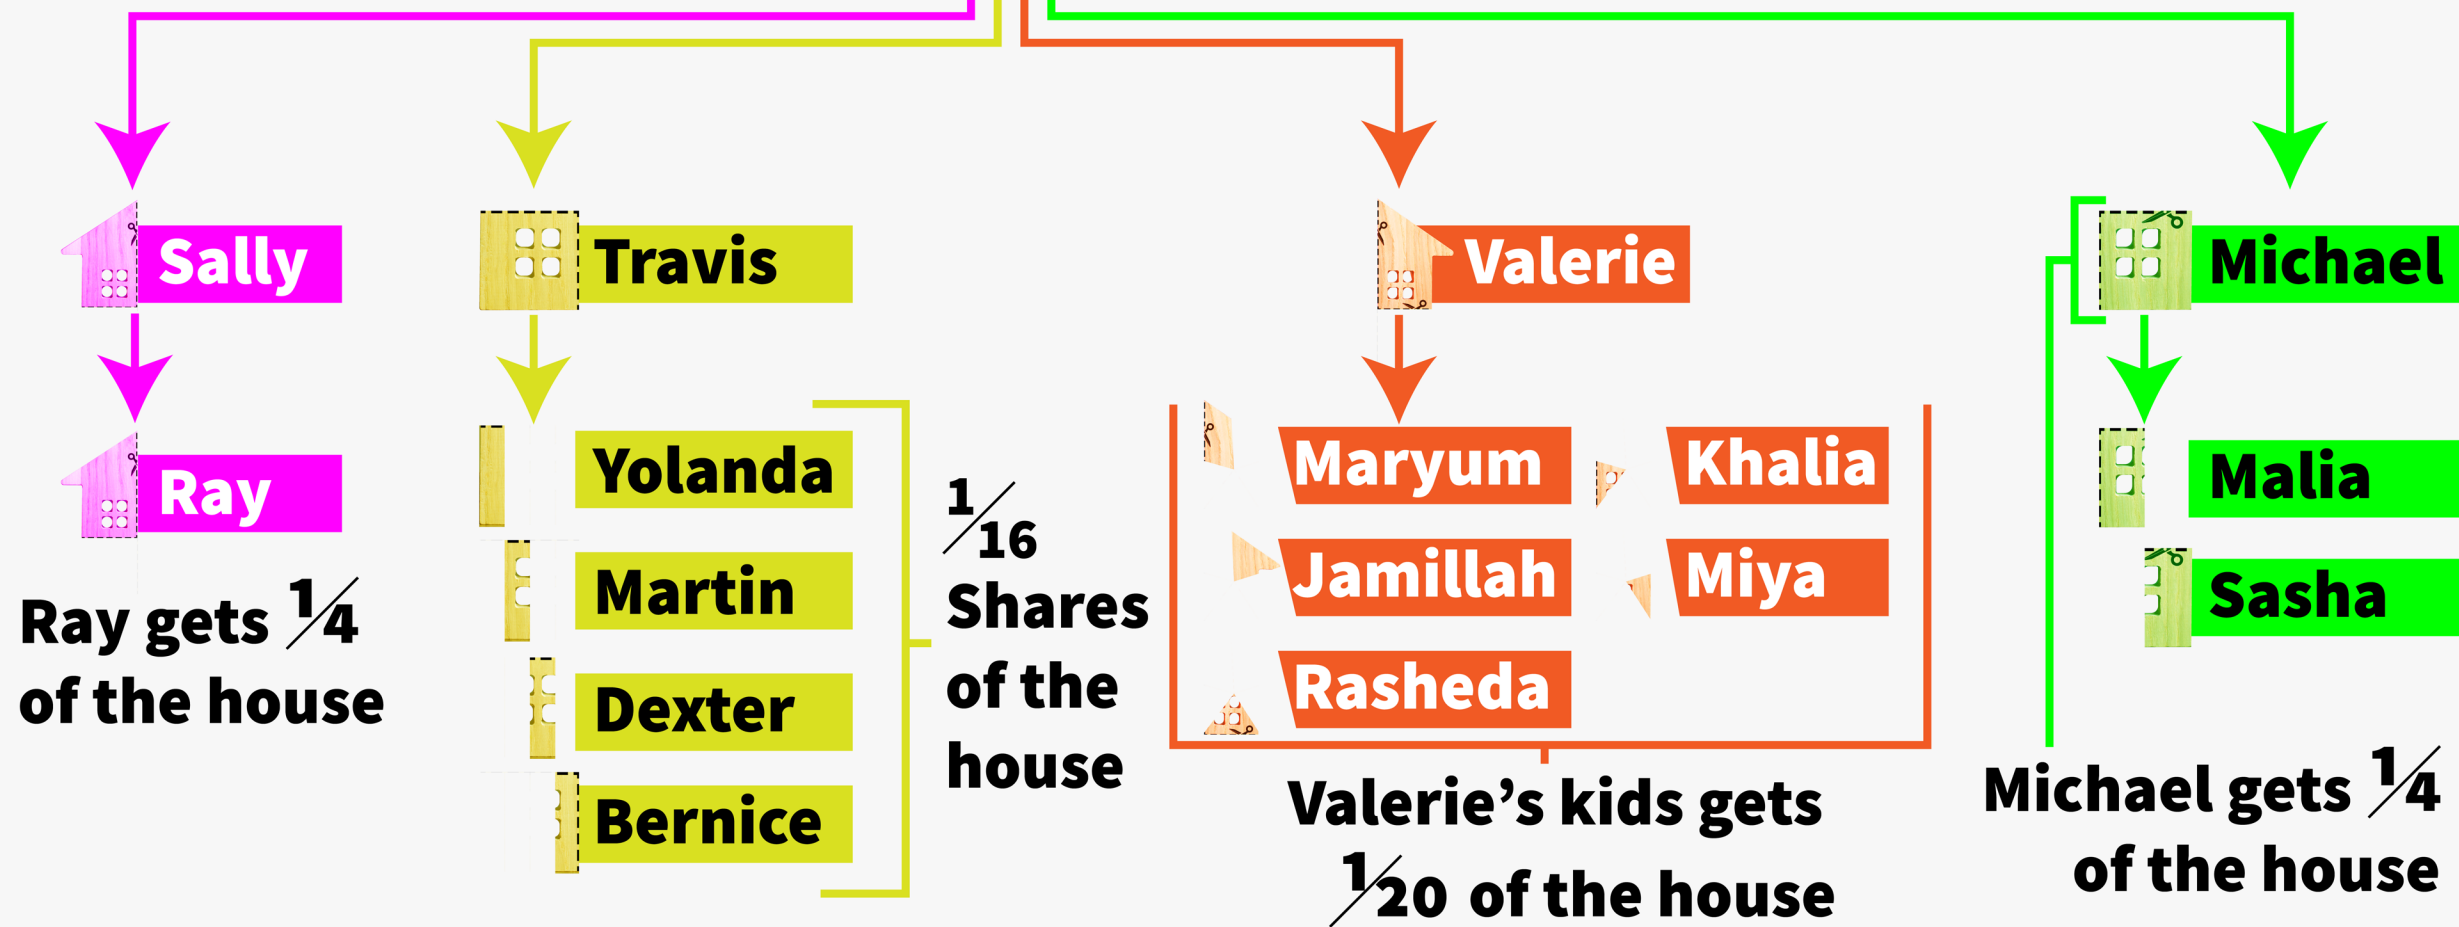 Sally
Travis
Valerie
Michael
Ray
Ray gets 1/4
of the house
Yolanda
Martin
Dexter
Bernice
1/16
Shares
of the
house
Maryum
Khalia
Jamillah
Miya
Rasheda
Valerie’s kids gets
1/20 of the house
Malia
Sasha
Michael gets 1/4
of the house